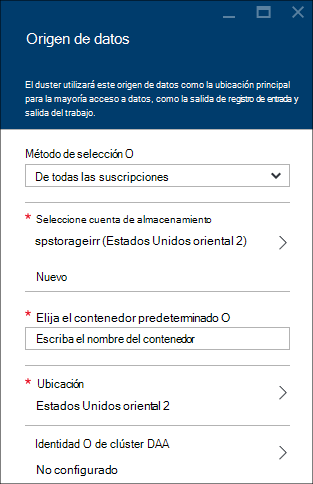 Origen de datos
El duster utilizará este origen de datos como la ubicación principal
para la mayoría acceso a datos, como la salida de registro de entrada y
salida del trabajo.
Método de selección O
De todas las suscripciones
* Seleccione cuenta de almacenamiento
spstorageirr (Estados Unidos oriental 2)
Nuevo
* Elija el contenedor predeterminado O
Escriba el nombre del contenedor
* Ubicación
Estados Unidos oriental 2
Identidad O de clúster DAA
No configurado